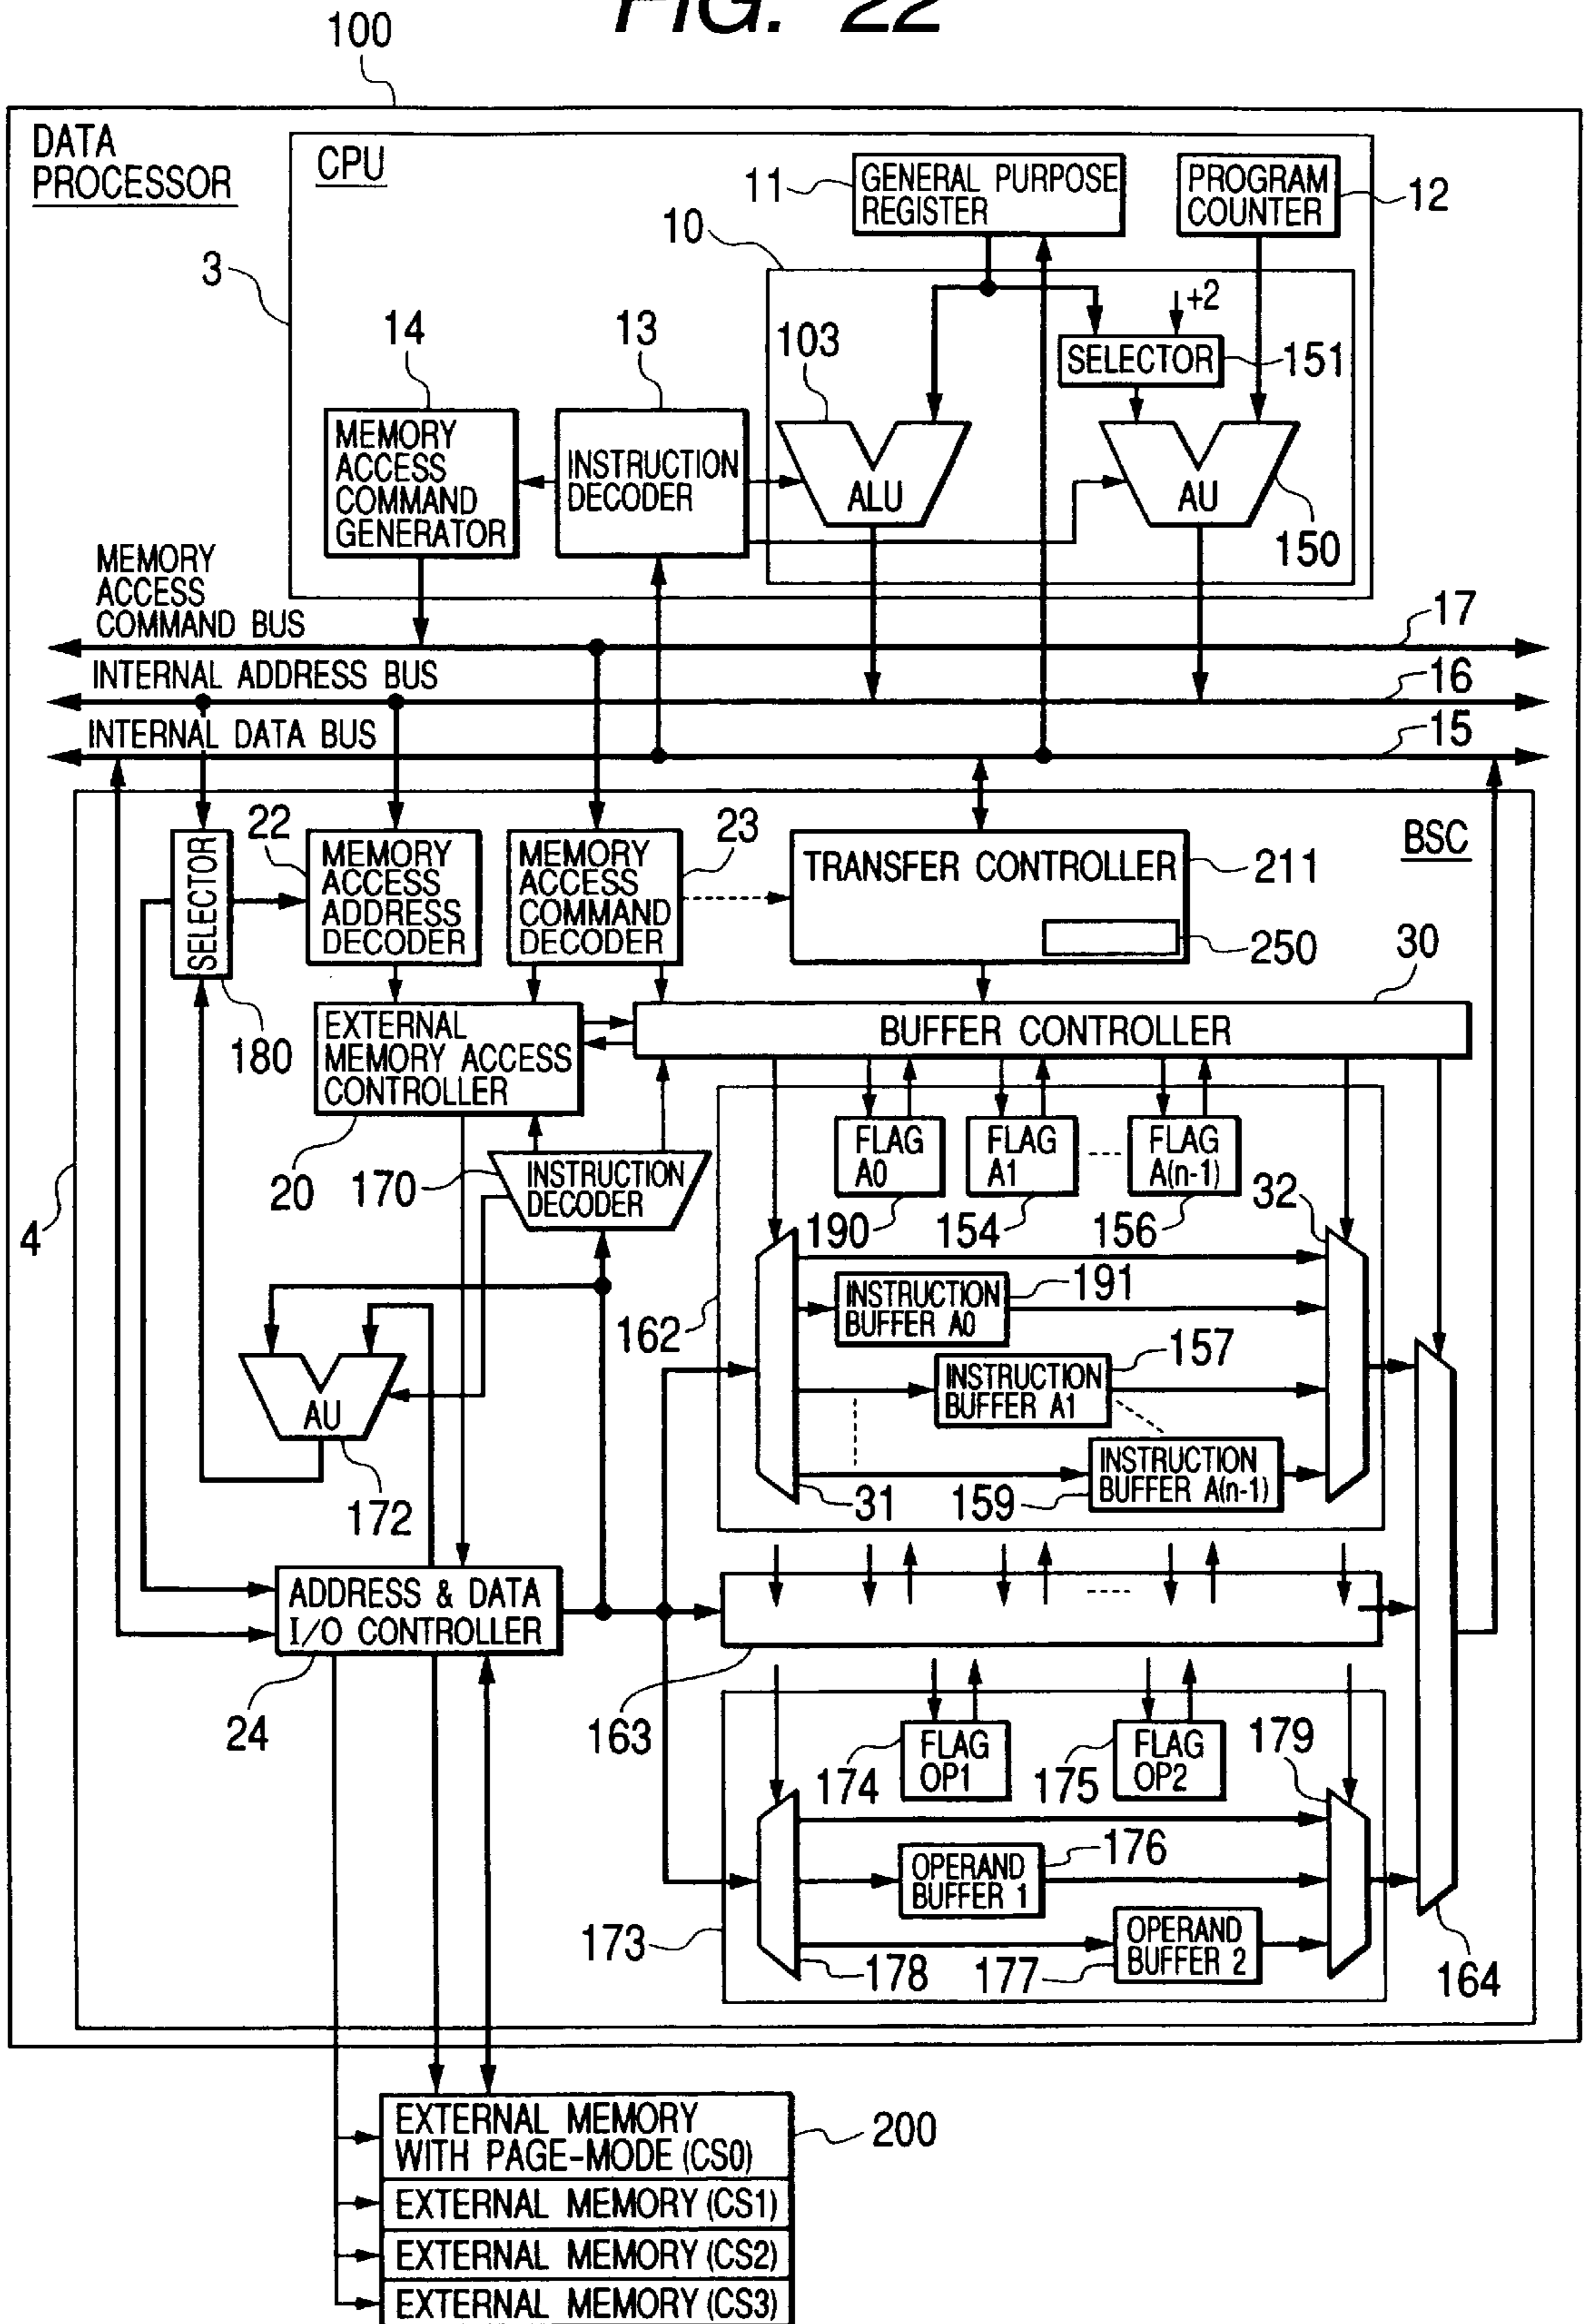 FIG. 22
100
DATA
PROCESSOR
CPU
11
GENERAL PURPOSE
REGISTER
PROGRAM
COUNTER
12
10
3
+2
14
13
103
SELECTOR
151
MEMORY
ACCESS
COMMAND
GENERATOR
INSTRUCTION
DECODER
ALU
AU
150
MEMORY
ACCESS
COMMAND BUS
17
INTERNAL ADDRESS BUS
16
INTERNAL DATA BUS
15
22
23
BSC
SELECTOR
MEMORY
ACCESS
ADDRESS
DECODER
MEMORY
ACCESS
COMMAND
DECODER
TRANSFER CONTROLLER
211
250
30
180
EXTERNAL
MEMORY ACCESS
CONTROLLER
BUFFER CONTROLLER
20
170
INSTRUCTION
DECODER
FLAG
A0
FLAG
A1
FLAG
A(n-1)
32
4
190
154
156
162
INSTRUCTION
BUFFER A0
191
INSTRUCTION
BUFFER A1
157
AU
INSTRUCTION
BUFFER A(n-1)
172
31
159
ADDRESS & DATA
I/O CONTROLLER
24
163
FLAG
OP1
FLAG
OP2
179
174
175
OPERAND
BUFFER 1
176
173
OPERAND
BUFFER 2
178
177
164
EXTERNAL MEMORY
WITH PAGE-MODE (CS0)
200
EXTERNAL MEMORY (CS1)
EXTERNAL MEMORY (CS2)
EXTERNAL MEMORY (CS3)